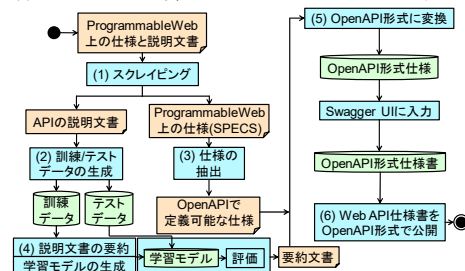 ProgrammableWeb
上の仕様と説明文書
(1) スクレイピング
APIの説明文書
ProgrammableWeb
上の仕様(SPECS)
(2) 訓練/テスト
データの生成
(3) 仕様の
抽出
訓練
データ
テスト
データ
OpenAPIで
定義可能な仕様
(4) 説明文書の要約
学習モデルの生成
学習モデル
評価
要約文書
(5) OpenAPI形式に変換
OpenAPI形式仕様
Swagger UIに入力
OpenAPI形式仕様書
(6) Web API仕様書を
OpenAPI形式で公開